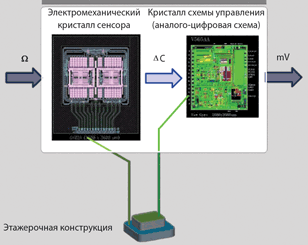 Электромеханический
кристалл сенсора
Кристалл схемы управления
(аналого-цифровая схема)
Ω
ΔC
mV
Этажерочная конструкция